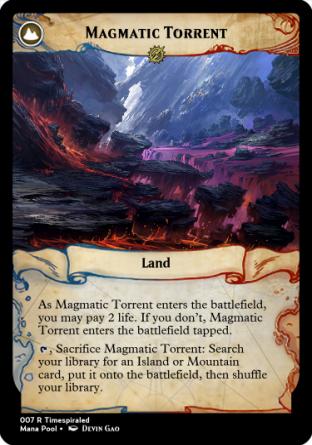 Magmatic Torrent
Land
As Magmatic Torrent enters the battlefield,
you may pay 2 life. If you don't, Magmatic
Torrent enters the battlefield tapped.
, Sacrifice Magmatic Torrent: Search
your library for an Island or Mountain
card, put it onto the battlefield, then shuffle
your library.
007 R Timespiraled
Mana Pool • Devin Gao